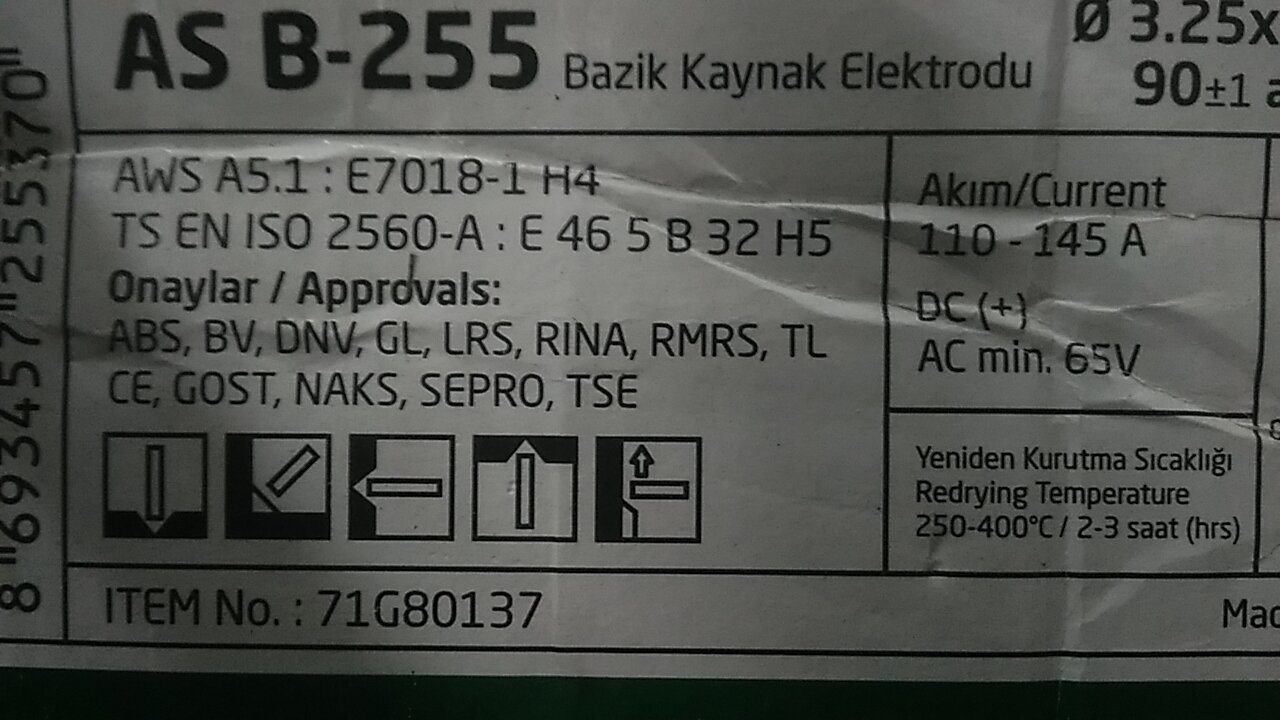 AS B-255 Bazik Kaynak Elektrodu
Ø 3.25x
90±1
AWS A5.1 : E7018-1 H4
TS EN ISO 2560-A : E 46 5 B 32 H5
Onaylar / Approvals:
ABS, BV, DNV, GL, LRS, RINA, RMRS, TL
CE, GOST, NAKS, SEPRO, TSE
Akım/Current
110 - 145 A
DC (+)
AC min. 65V
Yeniden Kurutma Sıcaklığı
Redrying Temperature
250-400°C / 2-3 saat (hrs)
ITEM No. : 71G80137
8"693457"255370"